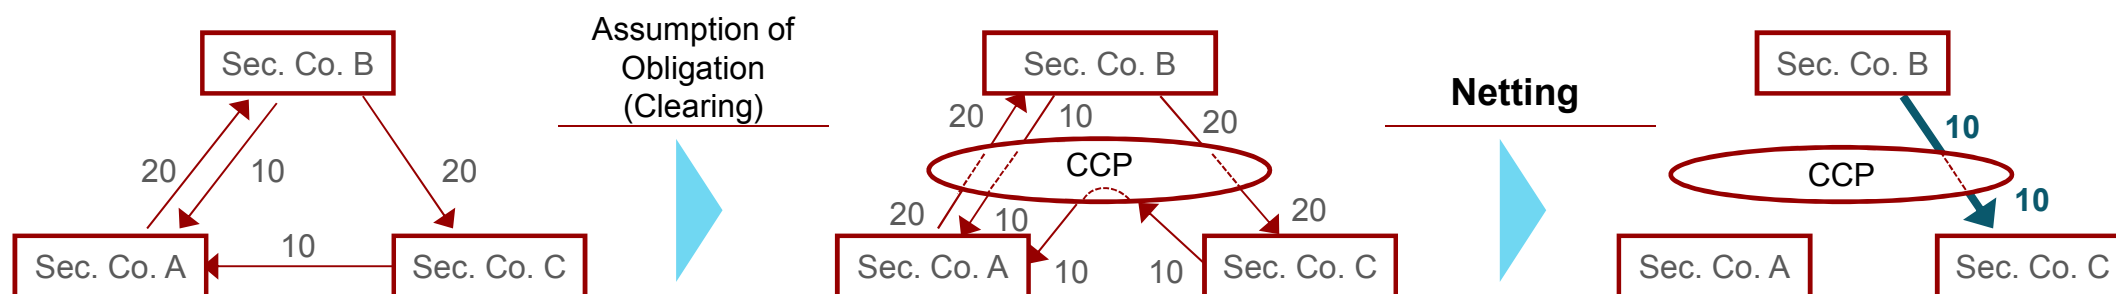 Sec. Co. B
20
10
20
10
Sec. Co. A
Sec. Co. C
Assumption of
Obligation
(Clearing)
Sec. Co. B
20
10
20
CCP
20
10
20
10
10
Sec. Co. A
Sec. Co. C
Netting
Sec. Co. B
10
CCP
10
Sec. Co. A
Sec. Co. C